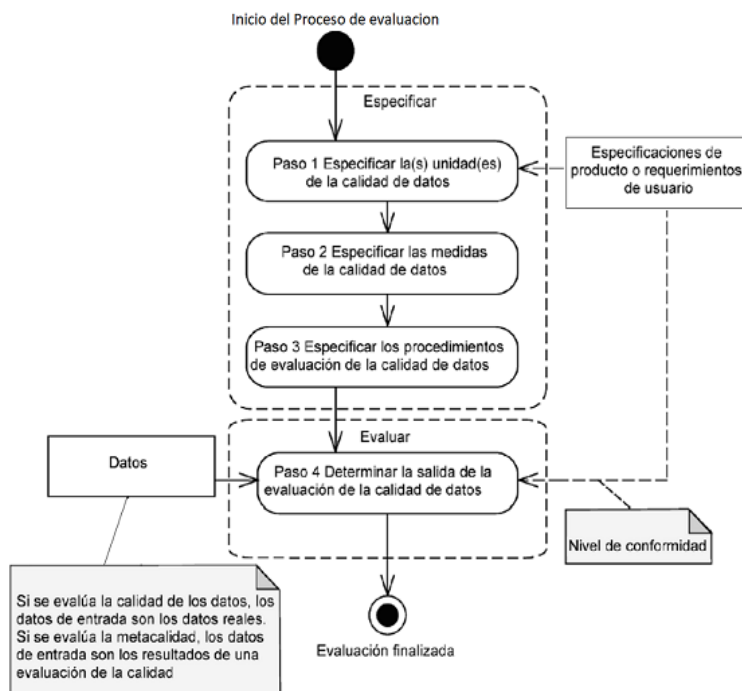 Inicio del Proceso de evaluacion
Especificar
Paso 1 Especificar la(s) unidad(es)
de la calidad de datos
Especificaciones de
producto o requerimientos
de usuario
Paso 2 Especificar las medidas
de la calidad de datos
Paso 3 Especificar los procedimientos
de evaluación de la calidad de datos
Evaluar
Datos
Paso 4 Determinar la salida de la
evaluación de la calidad de datos
Nivel de conformidad
Si se evalúa la calidad de los datos, los
datos de entrada son los datos reales.
Si se evalúa la metacalidad, los datos
de entrada son los resultados de una
evaluación de la calidad
Evaluación finalizada